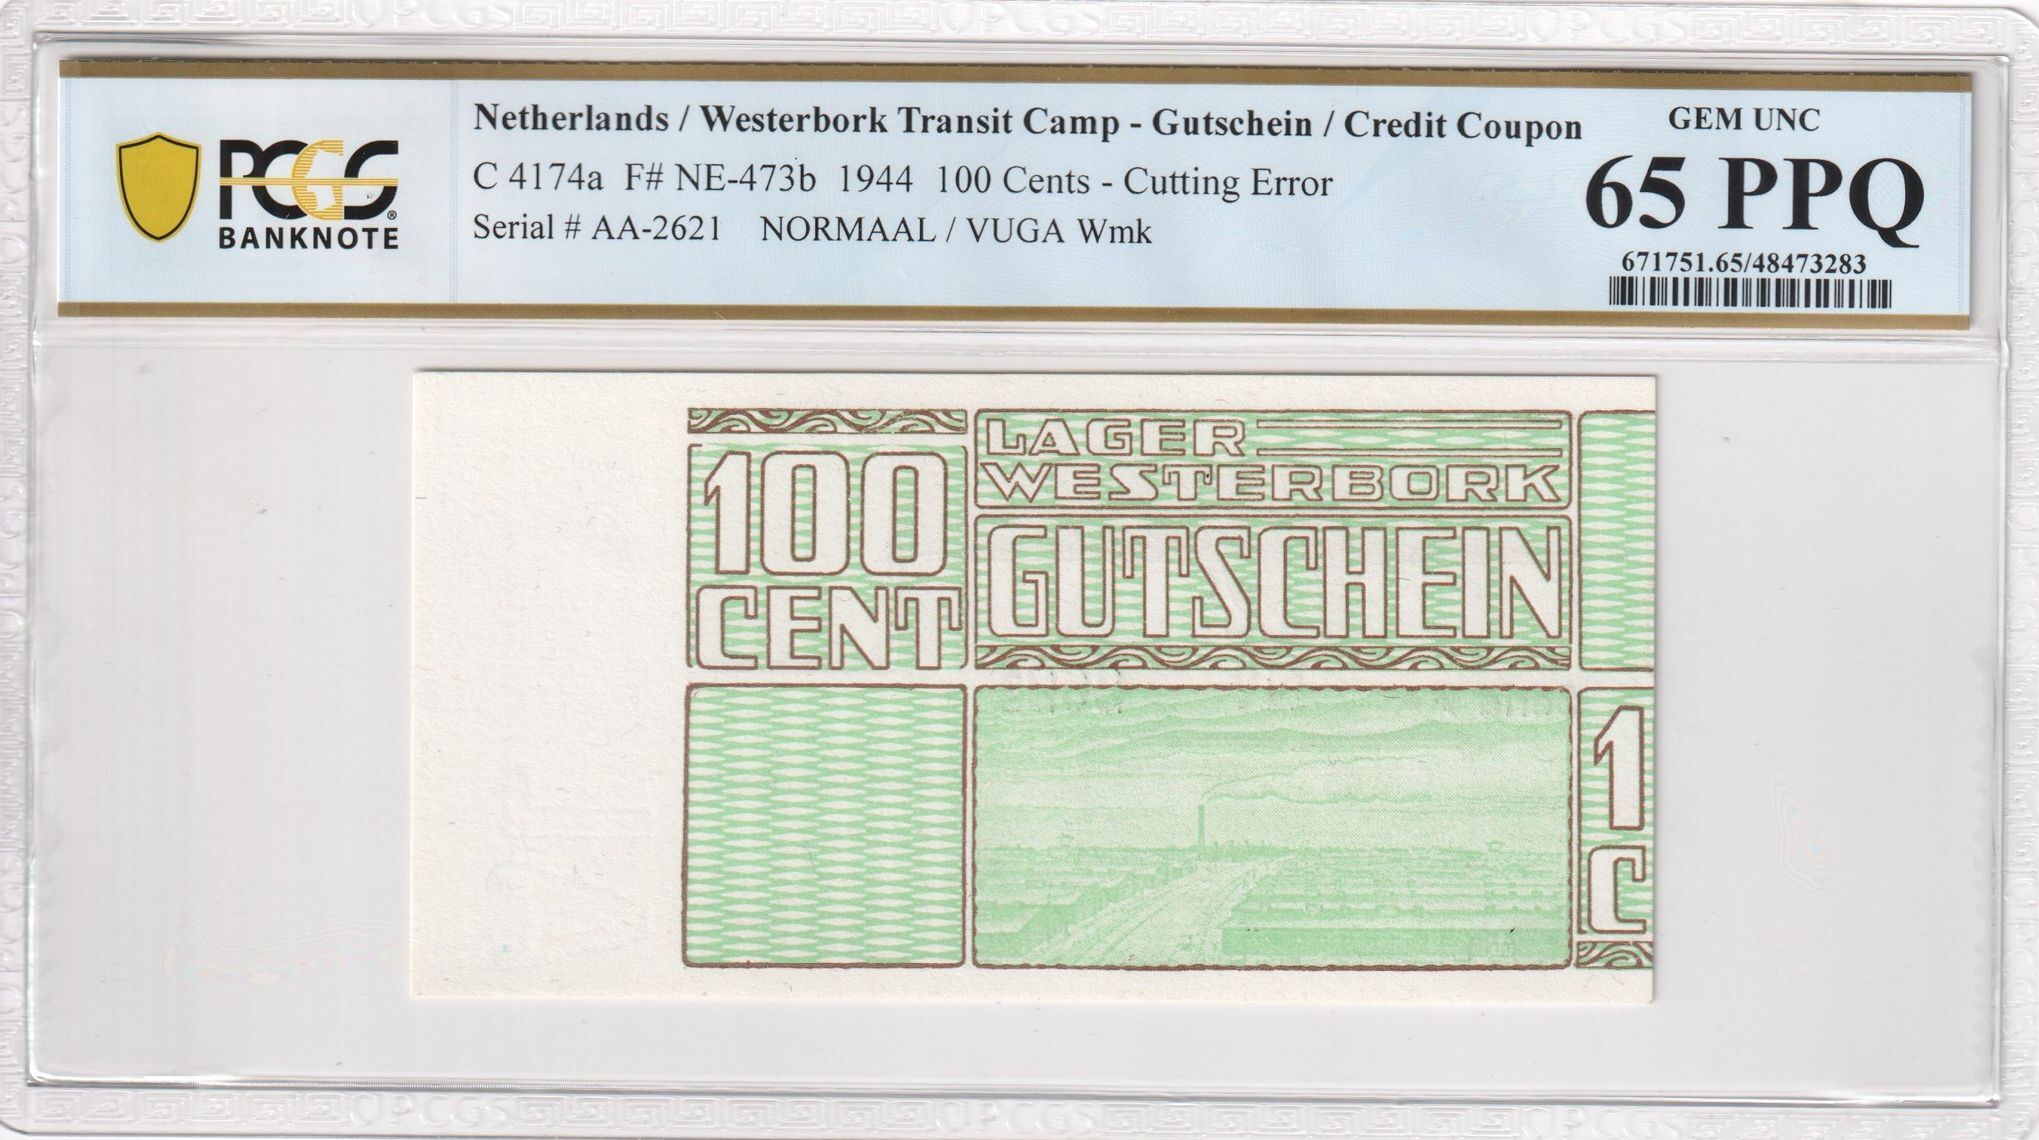 PCGS
BANKNOTE
Netherlands / Westerbork Transit Camp - Gutschein / Credit Coupon
C 4174a F# NE-473b 1944 100 Cents - Cutting Error
Serial # AA-2621 NORMAAL / VUGA Wmk
GEM UNC
65 PPQ
671751.65/48473283
100
CENT
LAGER
WESTERBORK
GUTSCHEIN
1
C